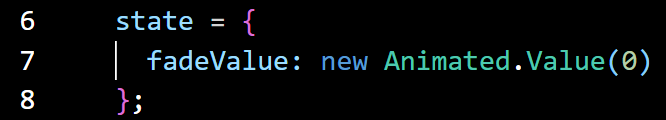 6 state = {
7 fadeValue: new Animated.Value(0)
8 };